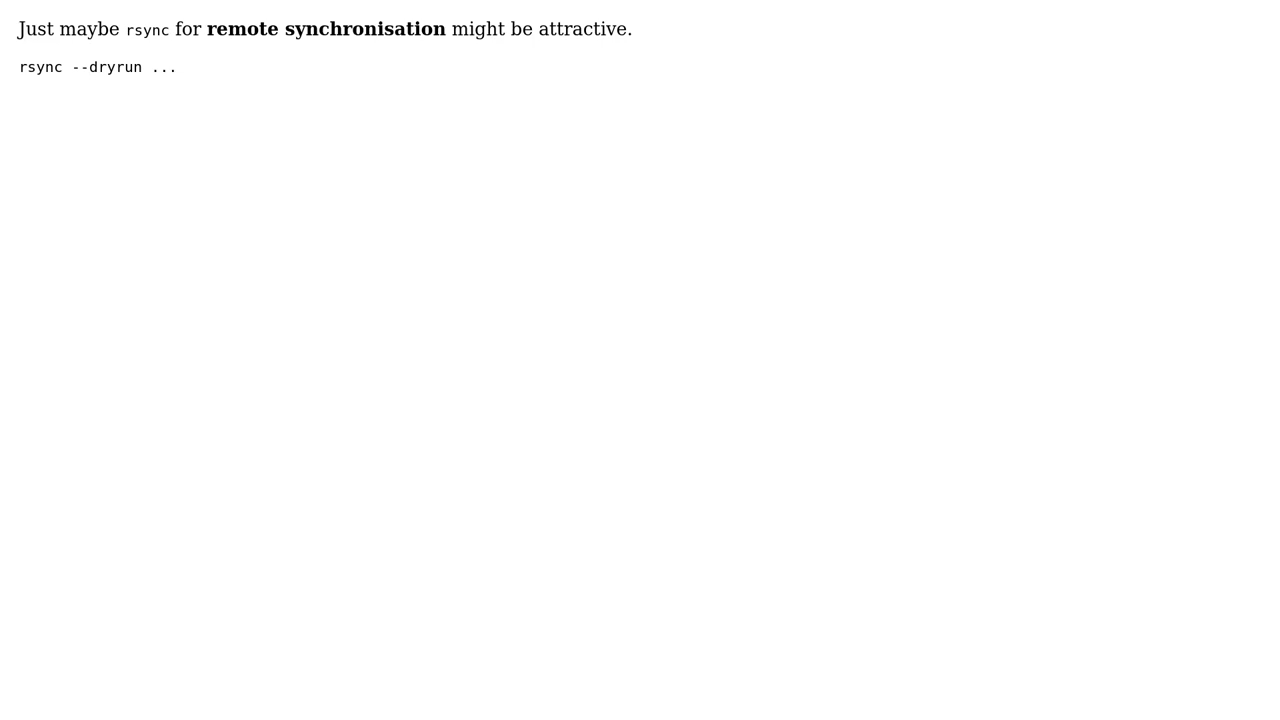 Just maybe rsync for remote synchronisation might be attractive.
rsync --dryrun ...